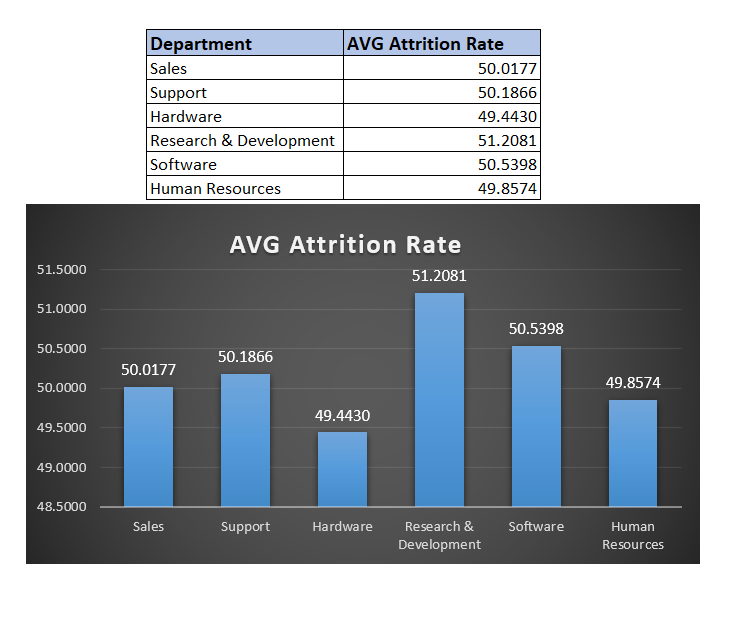 Department AVG Attrition Rate
Sales 50.0177
Support 50.1866
Hardware 49.4430
Research & Development 51.2081
Software 50.5398
Human Resources 49.8574
AVG Attrition Rate
51.5000
51.0000
50.5000
50.0000
49.5000
49.0000
48.5000
50.0177
50.1866
49.4430
51.2081
50.5398
49.8574
Sales
Support
Hardware
Research &
Development
Software
Human
Resources